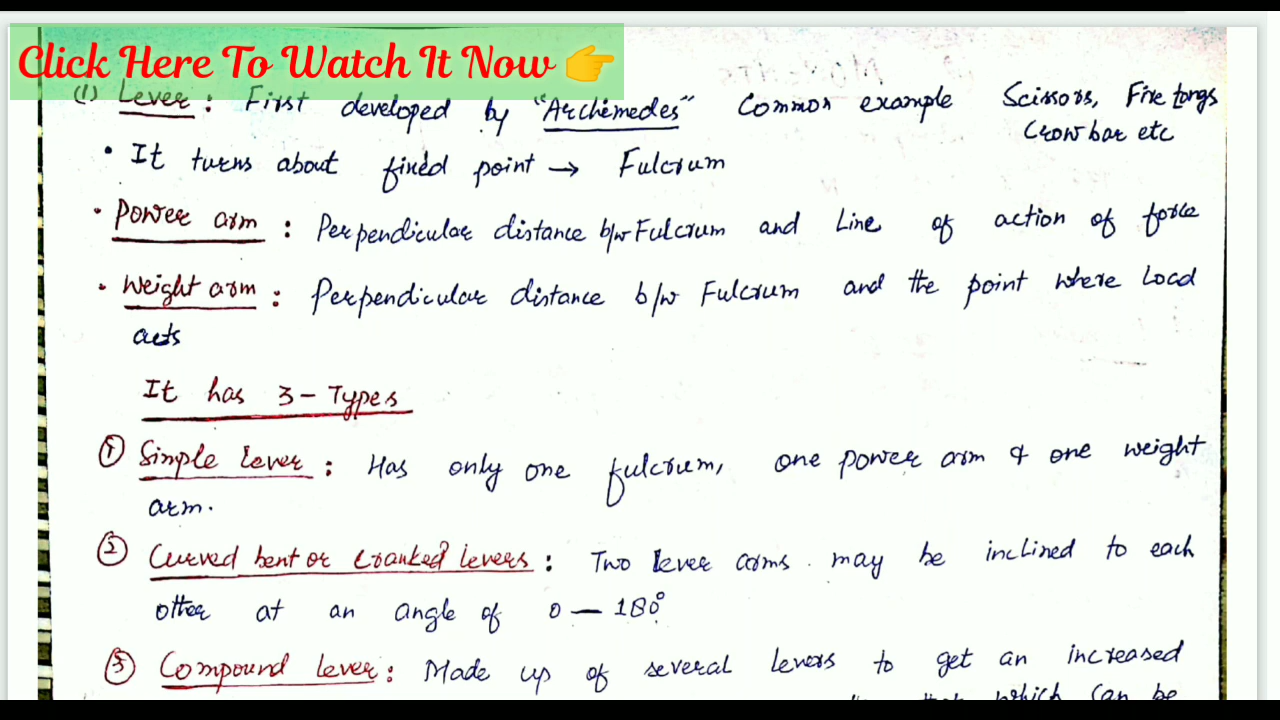 Click Here To Watch It Now 👉
(1) Lever : First developed by "Archimedes" Common example Scissors, Fire tongs
Crowbar etc
• It turns about fixed point → Fulcrum
• Power arm : Perpendicular distance b/w Fulcrum and Line of action of force
• Weight arm : Perpendicular distance b/w Fulcrum and the point where Load
acts
It has 3-Types
① Simple lever : Has only one fulcrum, one power arm & one weight
arm.
② Curved bent or Cranked levers : Two lever arms may be inclined to each
other at an angle of 0 — 180°
③ Compound lever : Made up of several levers to get an increased
which can be